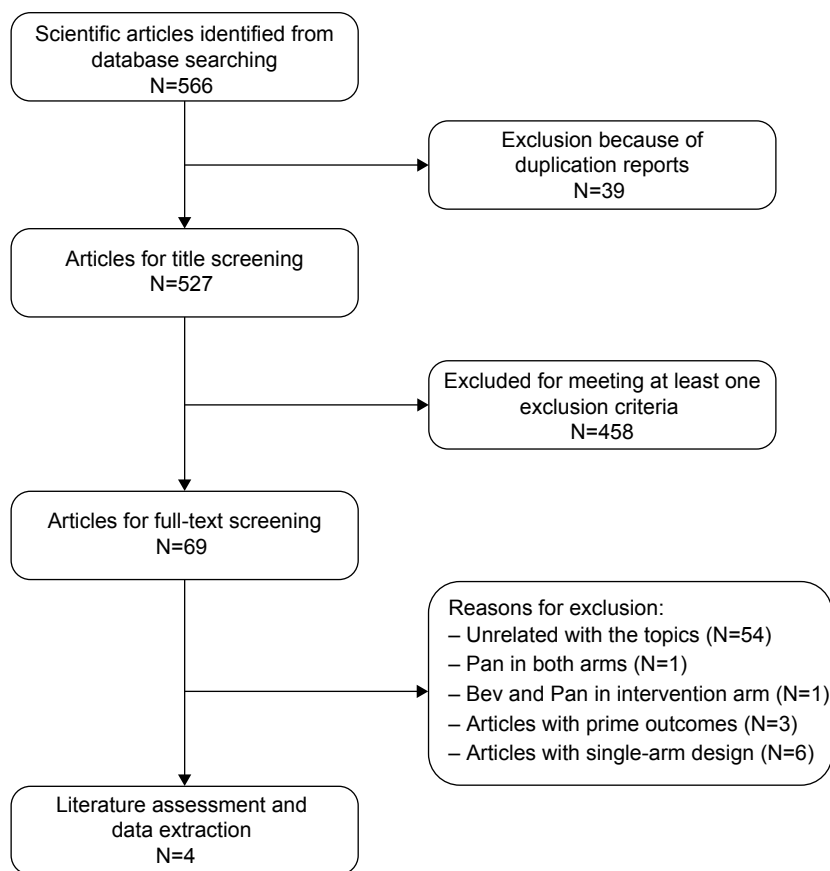 Scientific articles identified from
database searching
N=566
Exclusion because of
duplication reports
N=39
Articles for title screening
N=527
Excluded for meeting at least one
exclusion criteria
N=458
Articles for full-text screening
N=69
Reasons for exclusion:
– Unrelated with the topics (N=54)
– Pan in both arms (N=1)
– Bev and Pan in intervention arm (N=1)
– Articles with prime outcomes (N=3)
– Articles with single-arm design (N=6)
Literature assessment and
data extraction
N=4